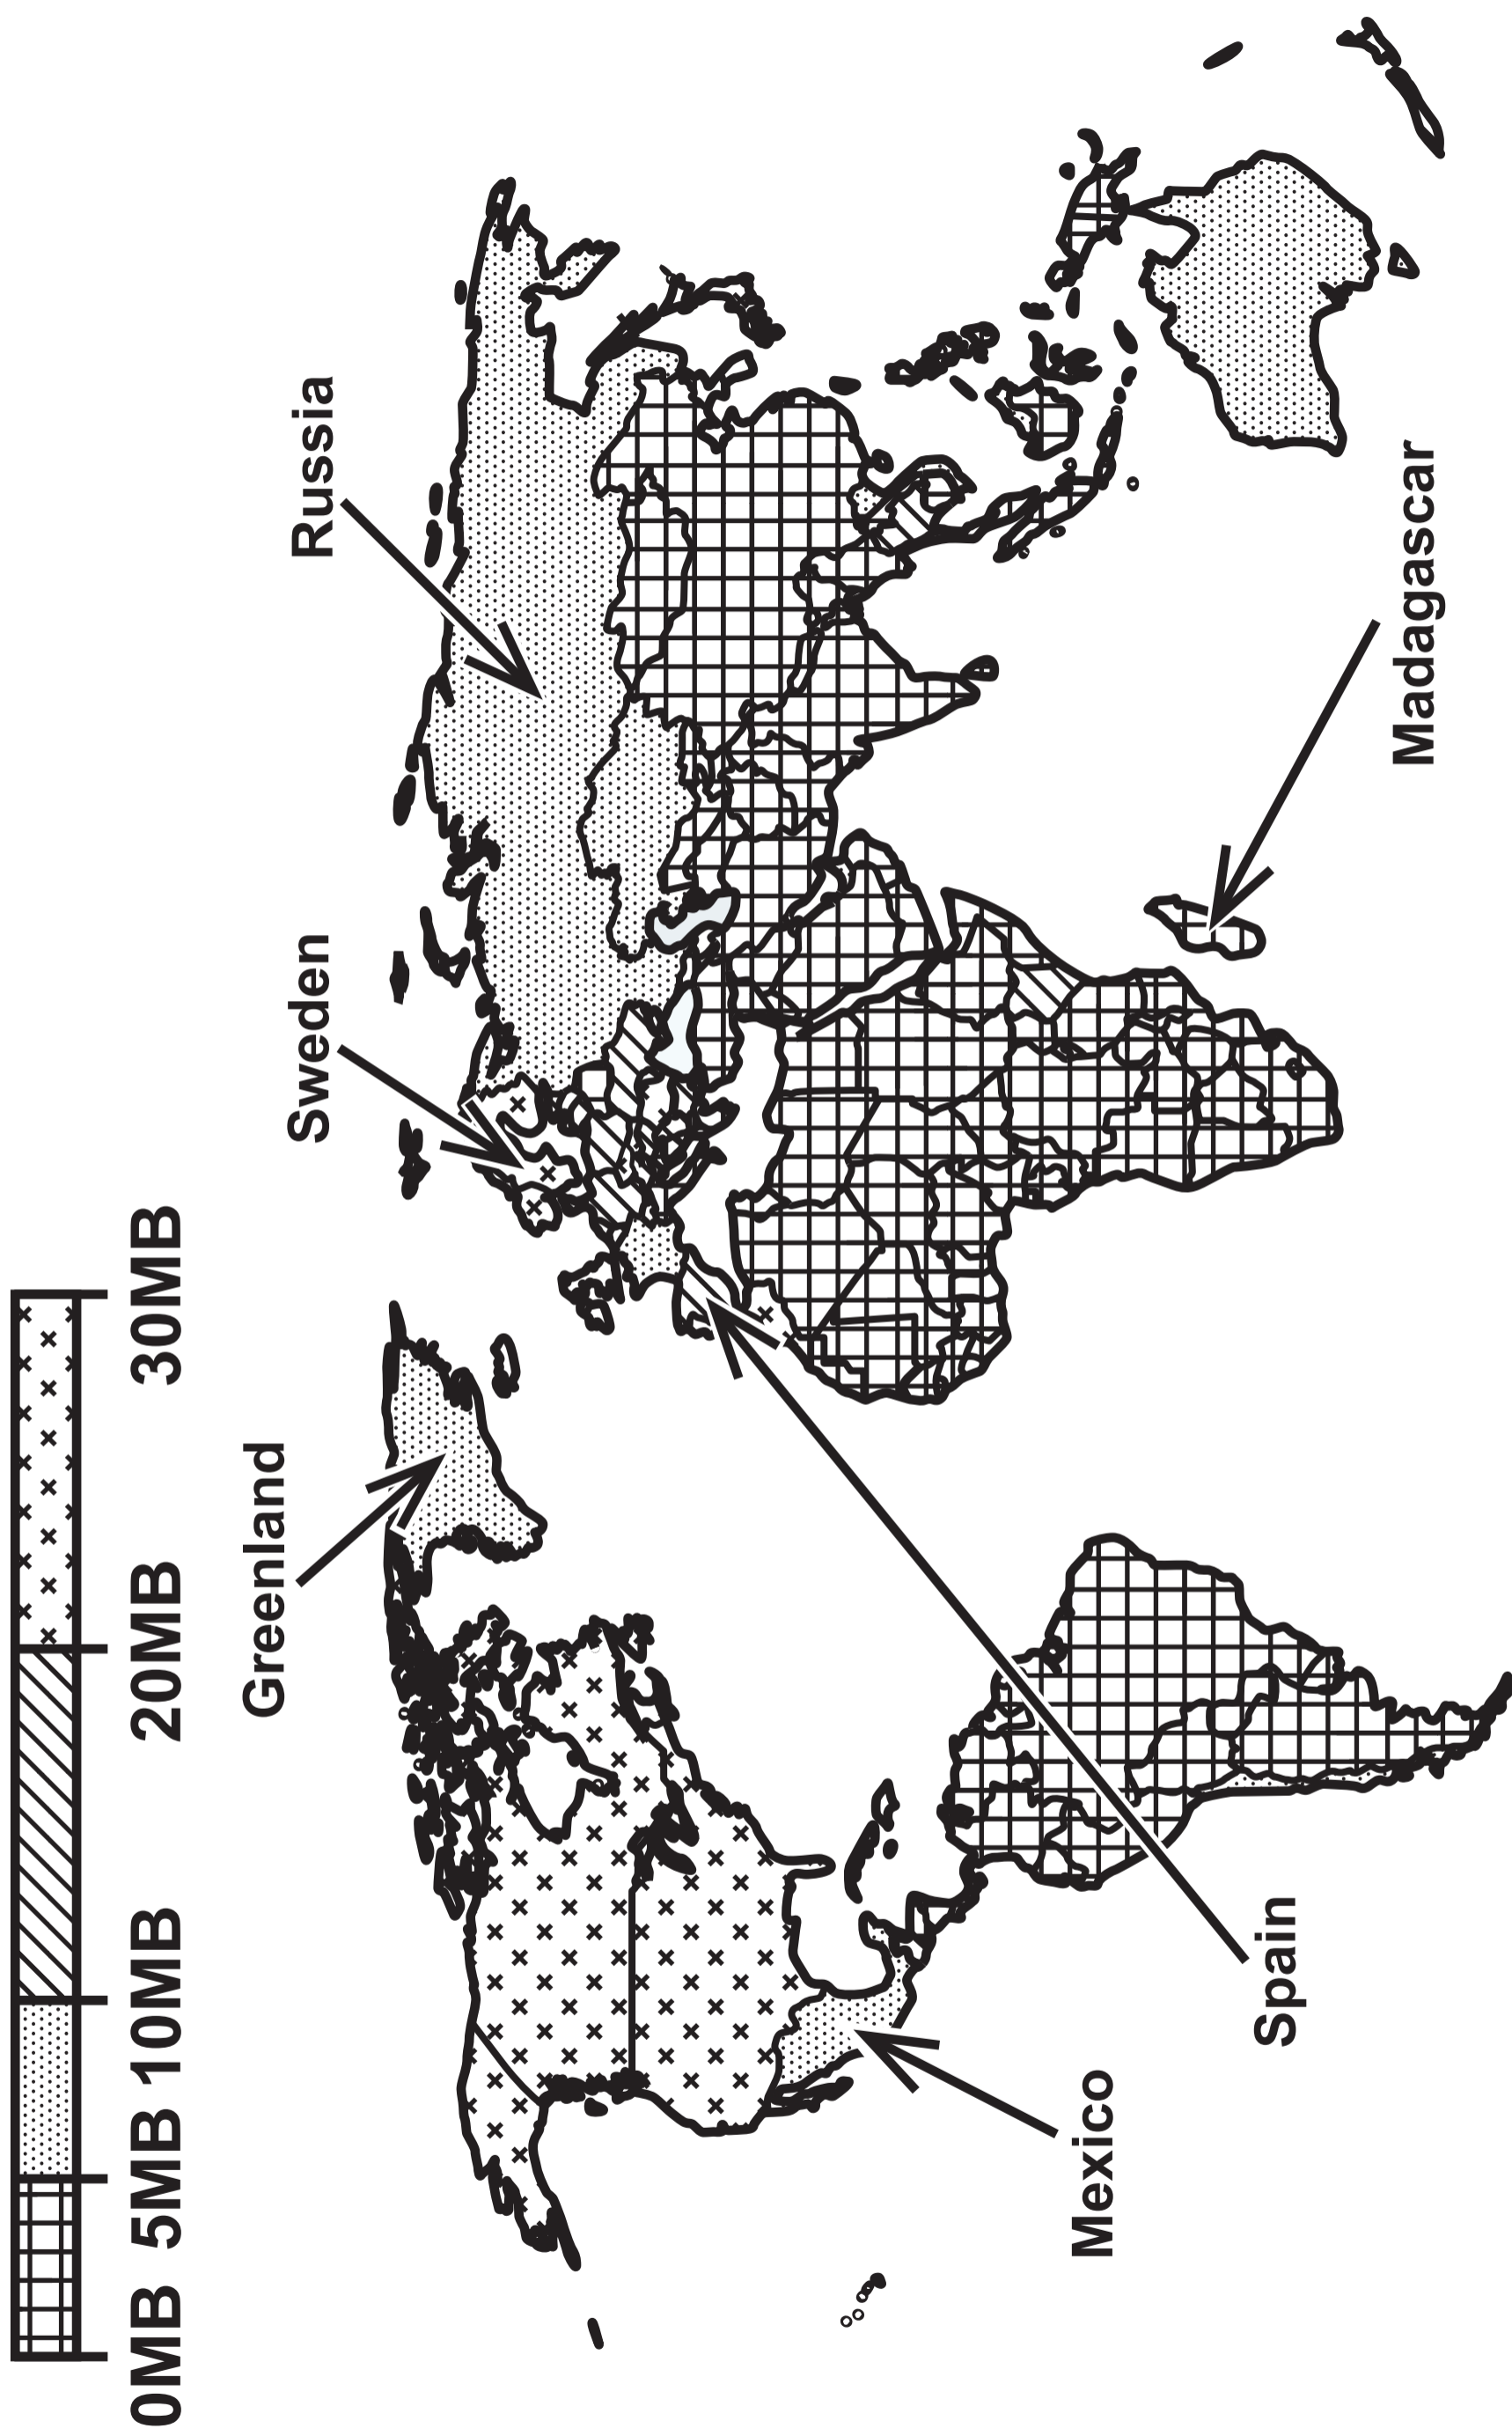 0MB 5MB 10MB 20MB 30MB
Greenland
Sweden
Russia
Mexico
Spain
Madagascar